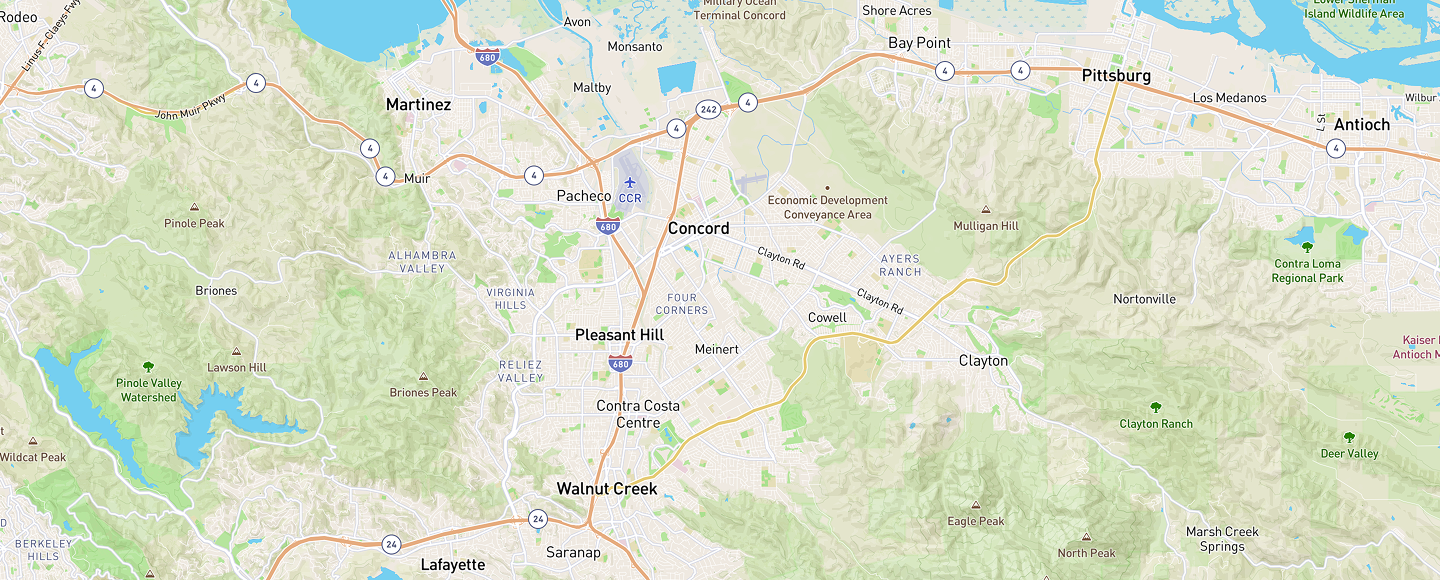 Military Ocean
Terminal Concord
Lower Sherman
Island Wildlife Area
Shore Acres
Rodeo
Avon
Linus F. Claeys Fwy
Monsanto
Bay Point
680
4
4
4
4
Pittsburg
Maltby
Los Medanos
Wilbur
John Muir Pkwy
Martinez
242
4
4
L St
Antioch
4
4
4
4
Muir
Pacheco
CCR
Economic Development
Conveyance Area
Pinole Peak
680
Concord
Mulligan Hill
ALHAMBRA
VALLEY
Clayton Rd
AYERS
RANCH
Contra Loma
Regional Park
Briones
VIRGINIA
HILLS
FOUR
CORNERS
Clayton Rd
Nortonville
Cowell
Pleasant Hill
Meinert
Kaiser
Antioch M
680
Lawson Hill
RELIEZ
VALLEY
Clayton
Pinole Valley
Watershed
Briones Peak
Contra Costa
Centre
Clayton Ranch
t
Wildcat Peak
Deer Valley
Walnut Creek
24
Eagle Peak
D
BERKELEY
HILLS
24
Saranap
Marsh Creek
Springs
North Peak
Lafayette